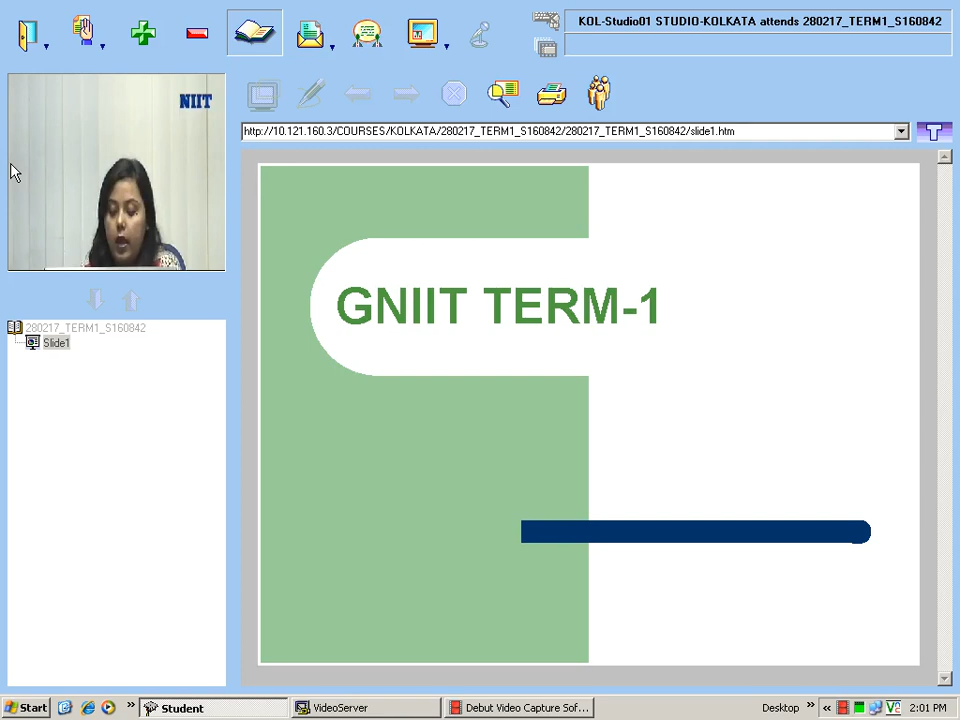 KOL-Studio01 STUDIO-KOLKATA attends 280217_TERM1_S160842
NIIT
http://10.121.160.3/COURSES/KOLKATA/280217_TERM1_S160842/280217_TERM1_S160842/slide1.htm
T
GNIIT TERM-1
280217_TERM1_S160842
Slide1
Start
Student
VideoServer
Debut Video Capture Sof...
Desktop
2:01 PM